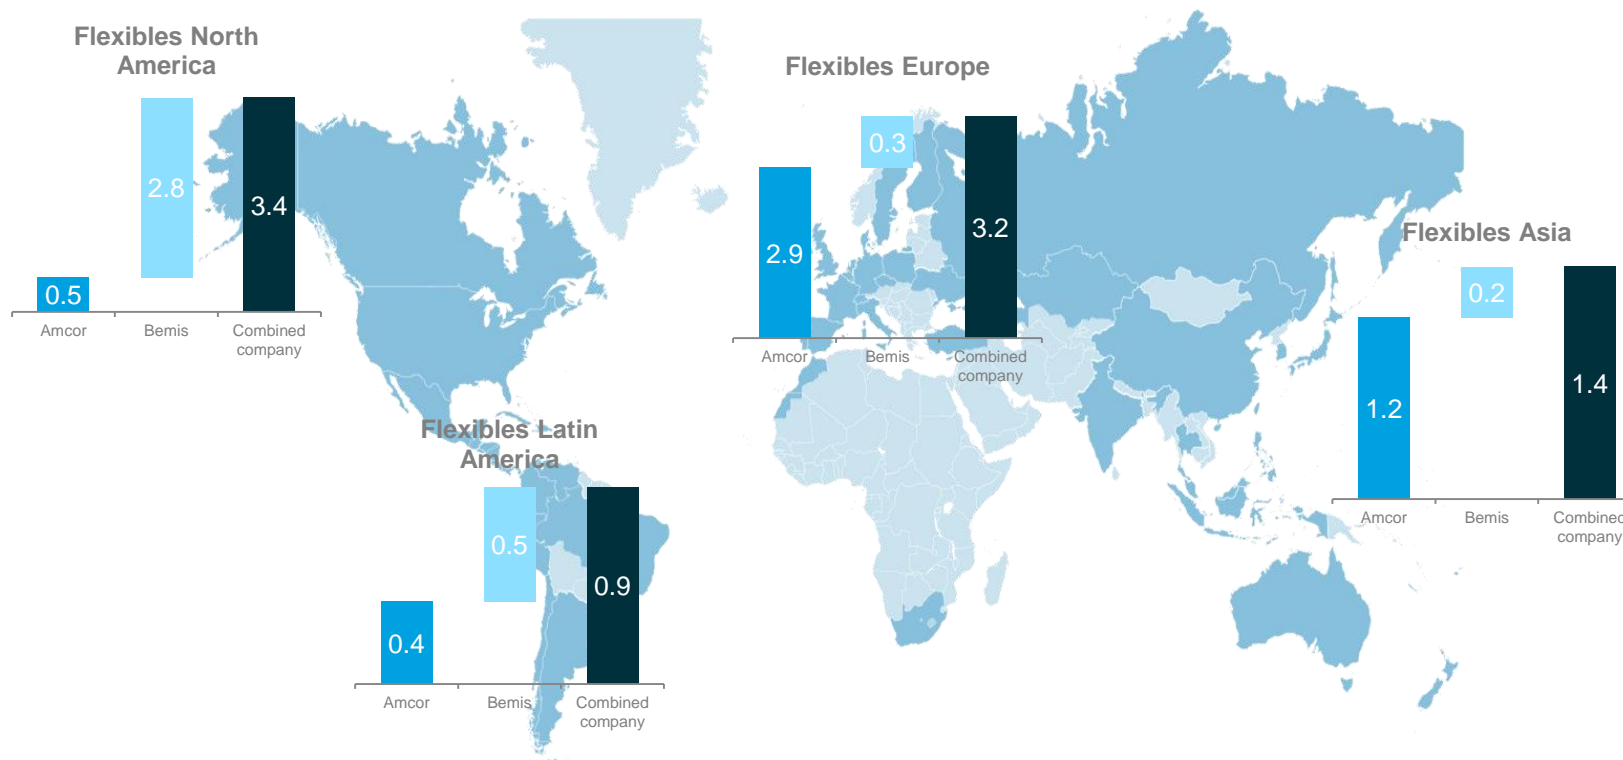 Flexibles North
America
2.8
3.4
0.5
Amcor
Bemis
Combined
company
Flexibles Europe
0.3
2.9
3.2
Amcor
Bemis
Combined
company
Flexibles Asia
0.2
1.2
1.4
Amcor
Bemis
Combined
company
Flexibles Latin
America
0.5
0.4
0.9
Amcor
Bemis
Combined
company